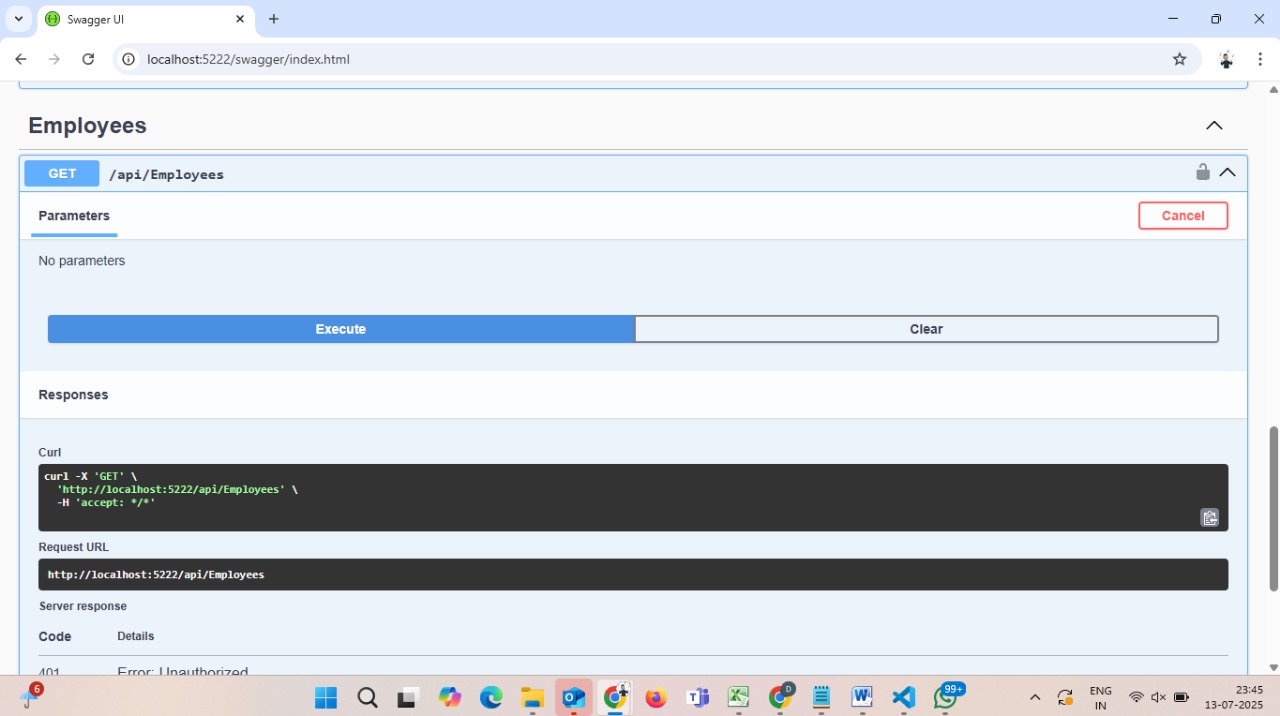 Swagger UI
localhost:5222/swagger/index.html
Employees
GET /api/Employees
Parameters
Cancel
No parameters
Execute
Clear
Responses
Curl
curl -X 'GET' \
'http://localhost:5222/api/Employees' \
-H 'accept: */*'
Request URL
http://localhost:5222/api/Employees
Server response
Code Details
401 Error: Unauthorized
6
D
99+
ENG
IN
23:45
13-07-2025